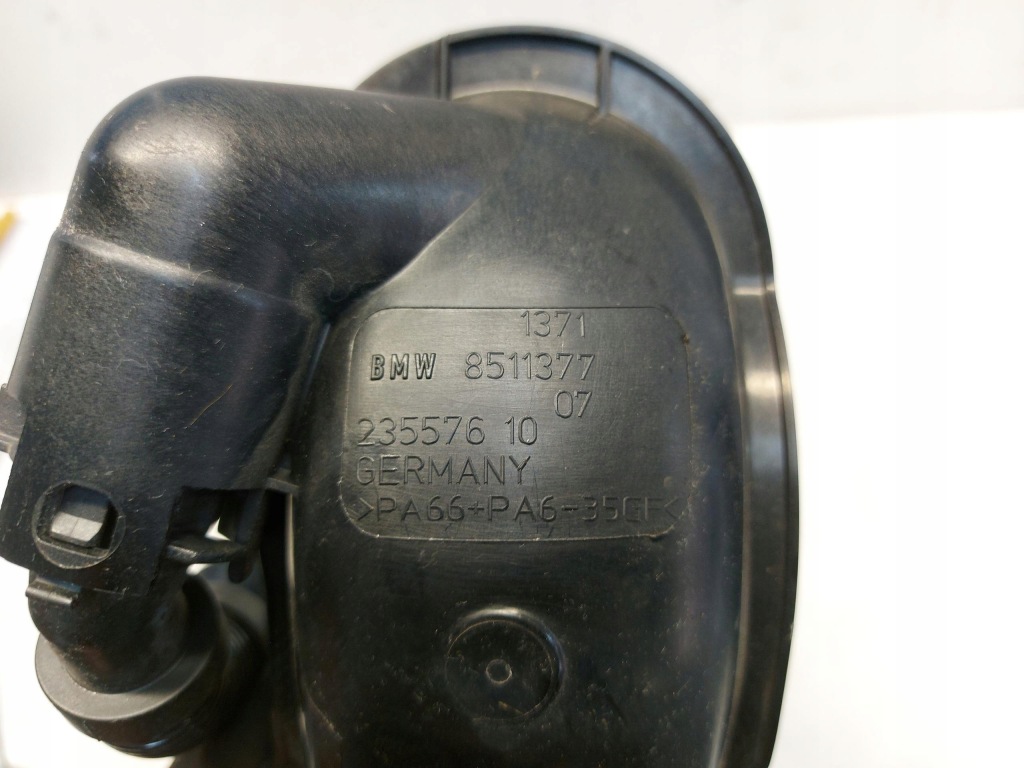 1371
BMW 8511377
07
235576 10
GERMANY
>PA66+PA6-35GF<